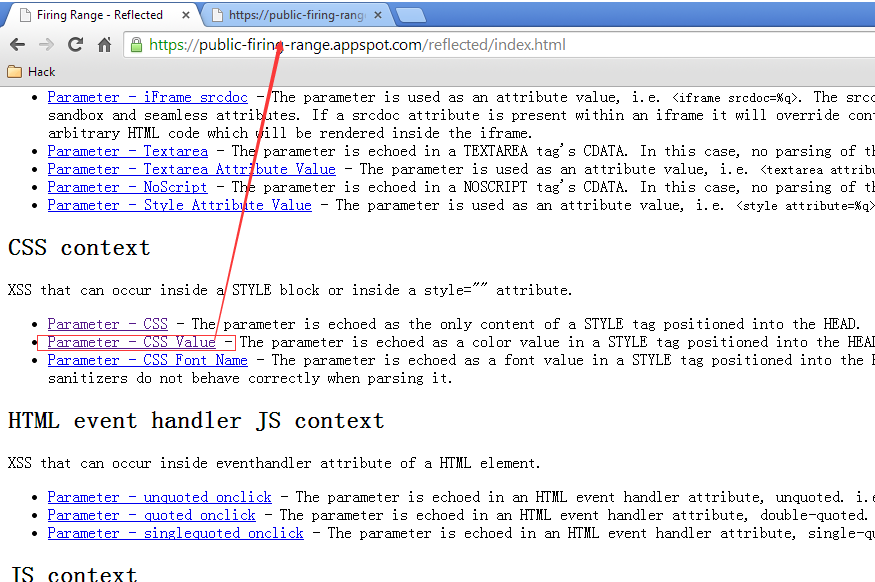 Firing Range - Reflected
https://public-firing-rang
https://public-firing-range.appspot.com/reflected/index.html
Hack
Parameter - iFrame srcdoc - The parameter is used as an attribute value, i.e. <iframe srcdoc=%q>. The srcd
sandbox and seamless attributes. If a srcdoc attribute is present within an iframe it will override con
arbitrary HTML code which will be rendered inside the iframe.
Parameter - Textarea - The parameter is echoed in a TEXTAREA tag's CDATA. In this case, no parsing of th
Parameter - Textarea Attribute Value - The parameter is used as an attribute value, i.e. <textarea attribu
Parameter - NoScript - The parameter is echoed in a NOSCRIPT tag's CDATA. In this case, no parsing of th
Parameter - Style Attribute Value - The parameter is used as an attribute value, i.e. <style attribute=%q>
CSS context
XSS that can occur inside a STYLE block or inside a style="" attribute.
Parameter - CSS - The parameter is echoed as the only content of a STYLE tag positioned into the HEAD.
Parameter - CSS Value - The parameter is echoed as a color value in a STYLE tag positioned into the HEAD
Parameter - CSS Font Name - The parameter is echoed as a font value in a STYLE tag positioned into the H
sanitizers do not behave correctly when parsing it.
HTML event handler JS context
XSS that can occur inside eventhandler attribute of a HTML element.
Parameter - unquoted onclick - The parameter is echoed in an HTML event handler attribute, unquoted. i.e
Parameter - quoted onclick - The parameter is echoed in an HTML event handler attribute, double-quoted.
Parameter - singlequoted onclick - The parameter is echoed in an HTML event handler attribute, single-qu
JS context